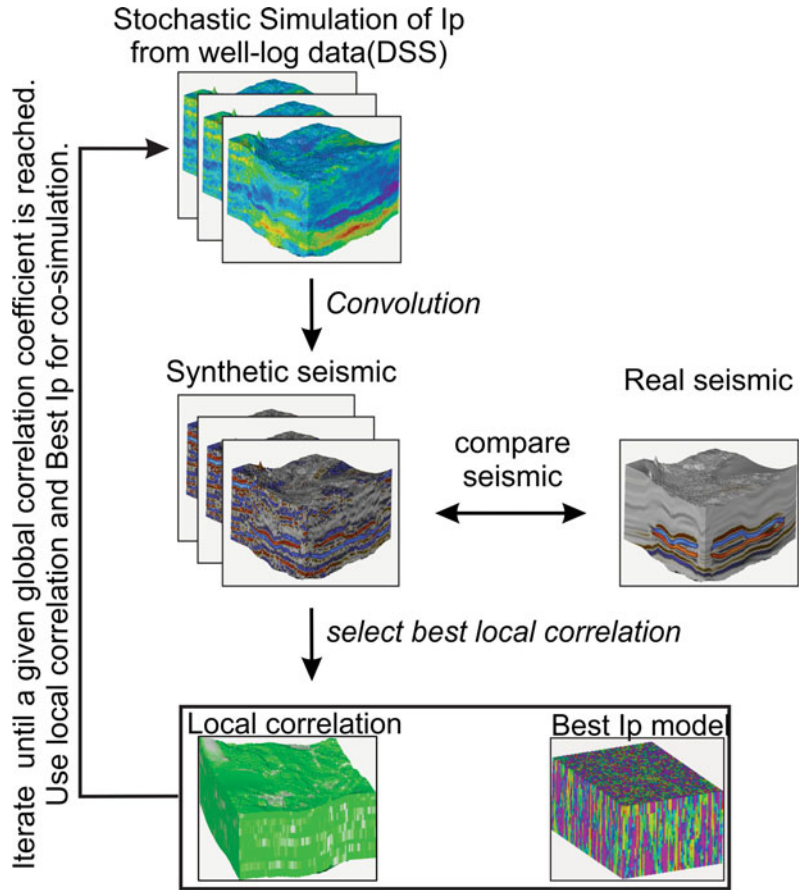 Stochastic Simulation of Ip
from well-log data(DSS)
Iterate until a given global correlation coefficient is reached.
Use local correlation and Best Ip for co-simulation.
Convolution
Synthetic seismic
Real seismic
compare
seismic
select best local correlation
Local correlation
Best Ip model